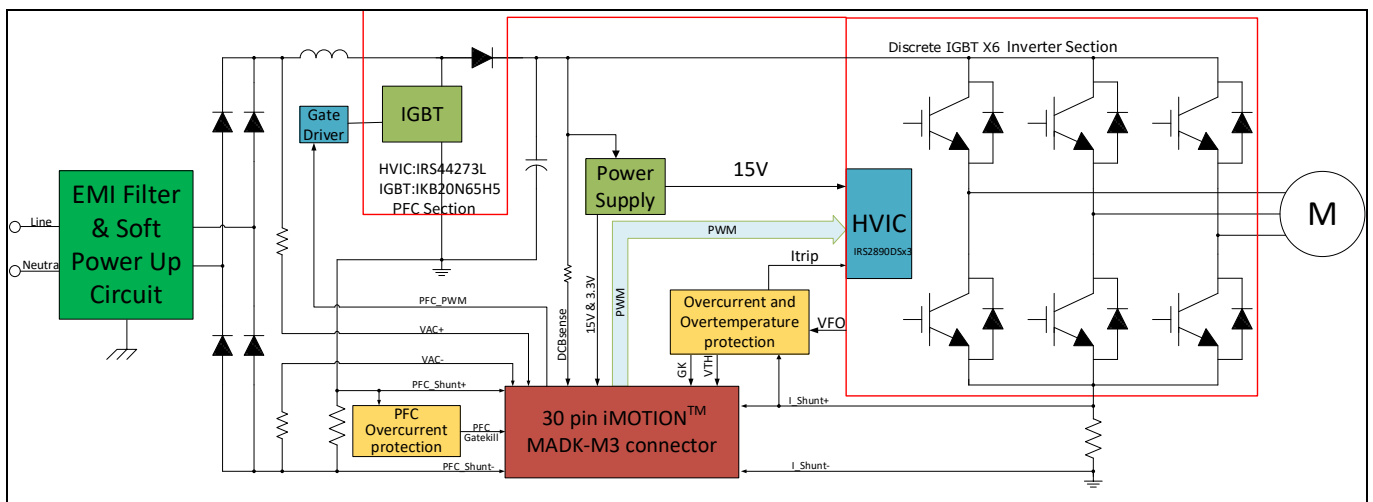 Discrete IGBT X6 Inverter Section
Gate
Driver
IGBT
HVIC:IRS44273L
IGBT:IKB20N65H5
PFC Section
Power
Supply
15V
EMI Filter
& Soft
Power Up
Circuit
Line
Neutra
HVIC
IRS2890DSx3
M
PWM
Itrip
PFC_PWM
DCBsense
15V & 3.3V
PWM
Overcurrent and
Overtemperature
protection
VFO
VAC+
VAC-
GK
VTH
PFC_Shunt+
PFC
Overcurrent
protection
PFC
Gatekill
30 pin iMOTION™
MADK-M3 connector
I_Shunt+
PFC_Shunt-
I_Shunt-